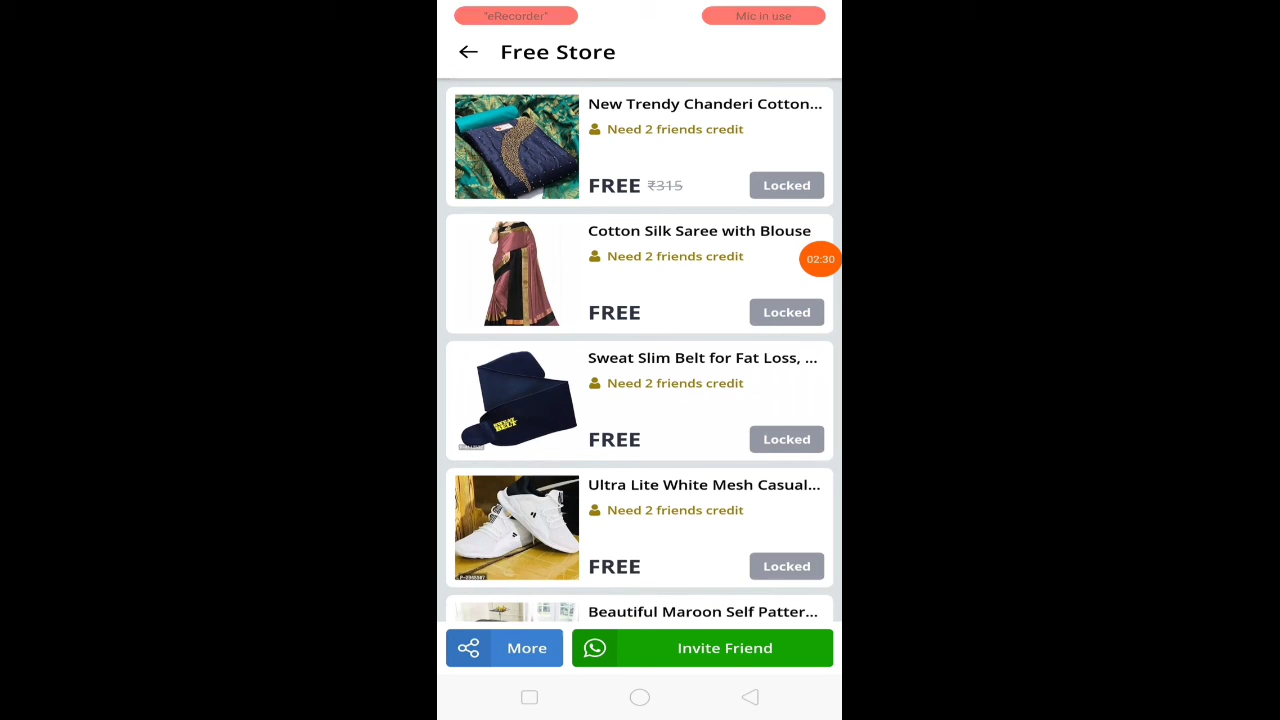 "eRecorder"
Mic in use
Free Store
New Trendy Chanderi Cotton...
Need 2 friends credit
FREE ₹315
Locked
Cotton Silk Saree with Blouse
Need 2 friends credit
02:30
FREE
Locked
Sweat Slim Belt for Fat Loss, ...
Need 2 friends credit
SWEAT
BELT
FREE
Locked
Ultra Lite White Mesh Casual...
Need 2 friends credit
FREE
Locked
Beautiful Maroon Self Patter...
More
Invite Friend